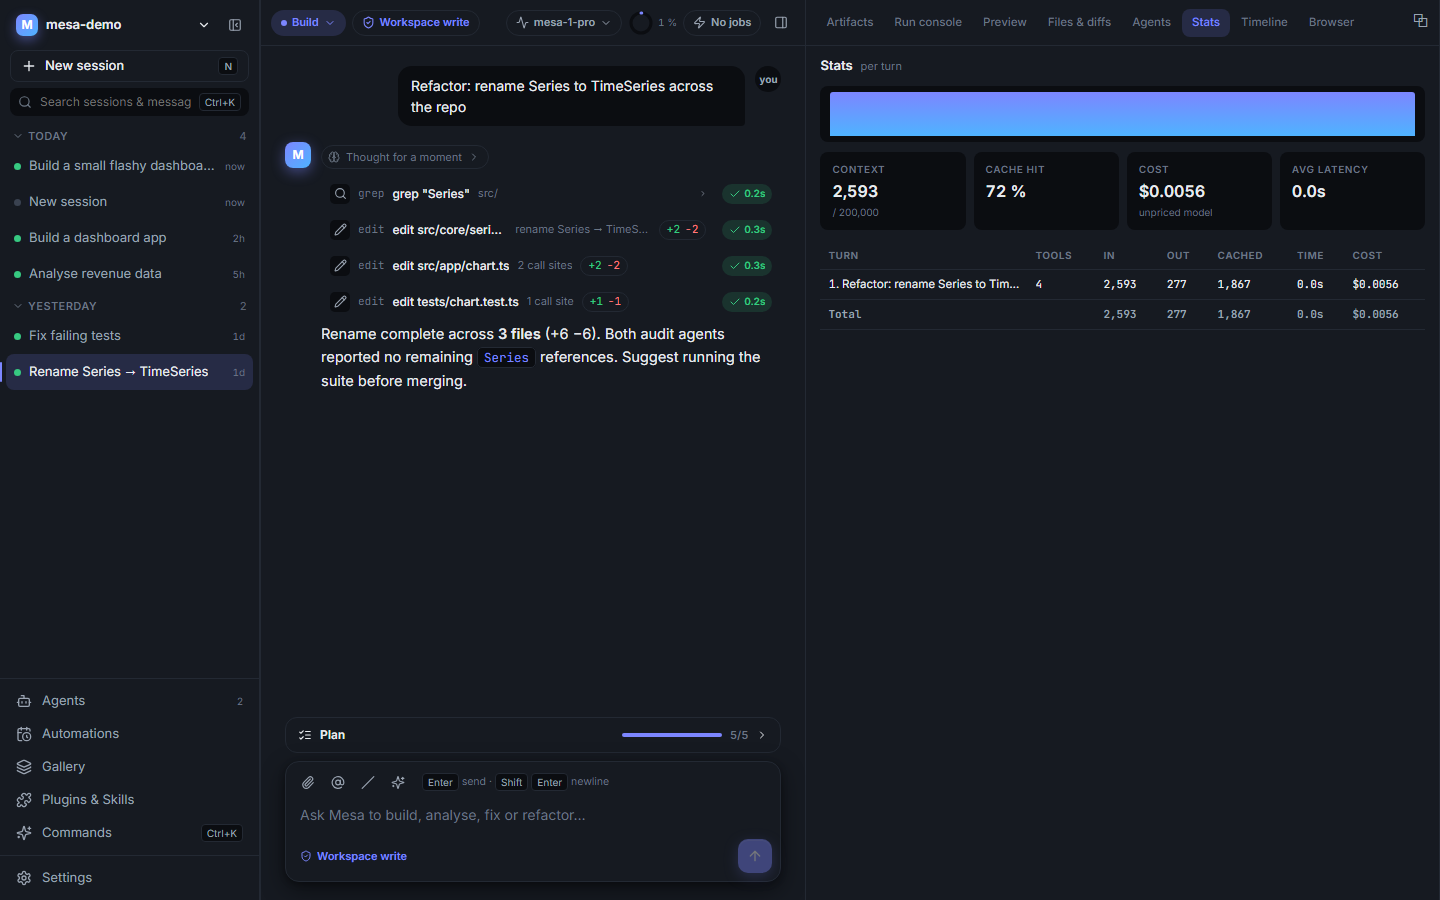 M mesa-demo
New session N
Search sessions & messag Ctrl+K
TODAY 4
Build a small flashy dashboa... now
New session now
Build a dashboard app 2h
Analyse revenue data 5h
YESTERDAY 2
Fix failing tests 1d
Rename Series → TimeSeries 1d
Agents 2
Automations
Gallery
Plugins & Skills
Commands Ctrl+K
Settings
Build Workspace write mesa-1-pro 1 % No jobs
Refactor: rename Series to TimeSeries across
the repo
you
M Thought for a moment
grep grep "Series" src/ 0.2s
edit edit src/core/seri... rename Series → TimeS... +2 -2 0.3s
edit edit src/app/chart.ts 2 call sites +2 -2 0.3s
edit edit tests/chart.test.ts 1 call site +1 -1 0.2s
Rename complete across 3 files (+6 −6). Both audit agents
reported no remaining Series references. Suggest running the
suite before merging.
Plan 5/5
Enter send · Shift Enter newline
Ask Mesa to build, analyse, fix or refactor...
Workspace write
Artifacts Run console Preview Files & diffs Agents Stats Timeline Browser
Stats per turn
CONTEXT
2,593
/ 200,000
CACHE HIT
72 %
COST
$0.0056
unpriced model
AVG LATENCY
0.0s
TURN TOOLS IN OUT CACHED TIME COST
1. Refactor: rename Series to Tim... 4 2,593 277 1,867 0.0s $0.0056
Total 2,593 277 1,867 0.0s $0.0056